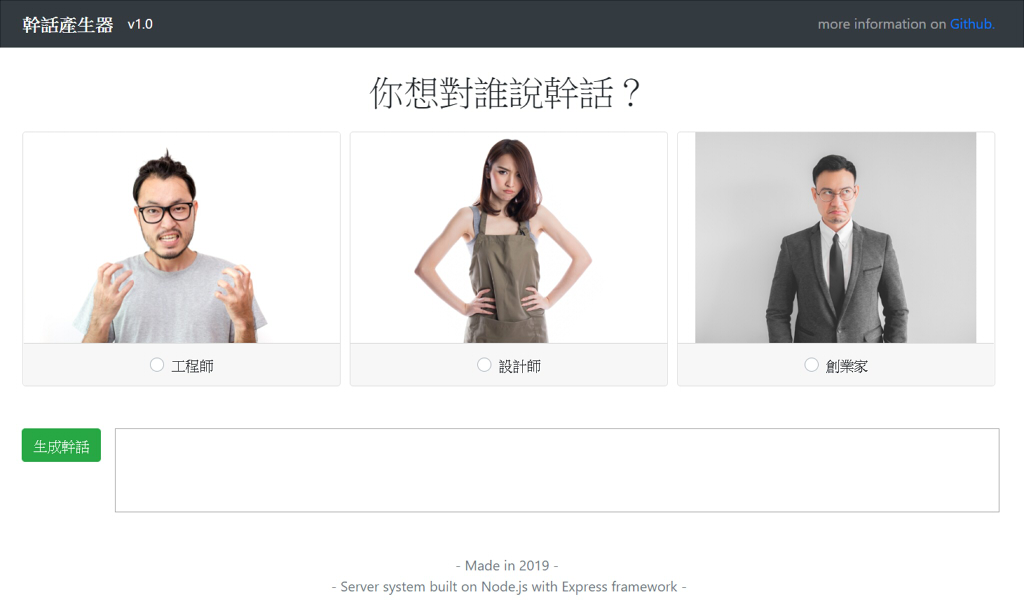 幹話產生器 v1.0 more information on Github.
你想對誰說幹話？
工程師 設計師 創業家
生成幹話
- Made in 2019 -
- Server system built on Node.js with Express framework -